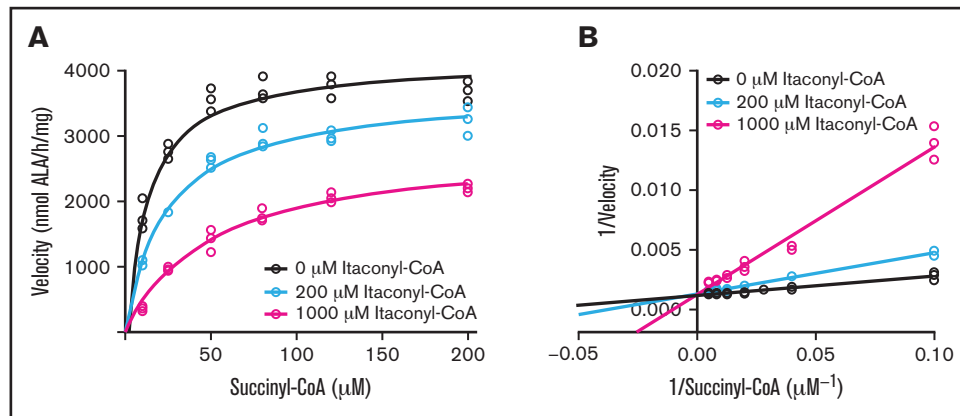 A
Velocity (nmol ALA/h/mg)
4000
3000
2000
1000
0 μM Itaconyl-CoA
200 μM Itaconyl-CoA
1000 μM Itaconyl-CoA
50
100
150
200
Succinyl-CoA (μM)
B
1/Velocity
0.020
0.015
0.010
0.005
0.000
0 μM Itaconyl-CoA
200 μM Itaconyl-CoA
1000 μM Itaconyl-CoA
−0.05
0.00
0.05
0.10
1/Succinyl-CoA (μM⁻¹)